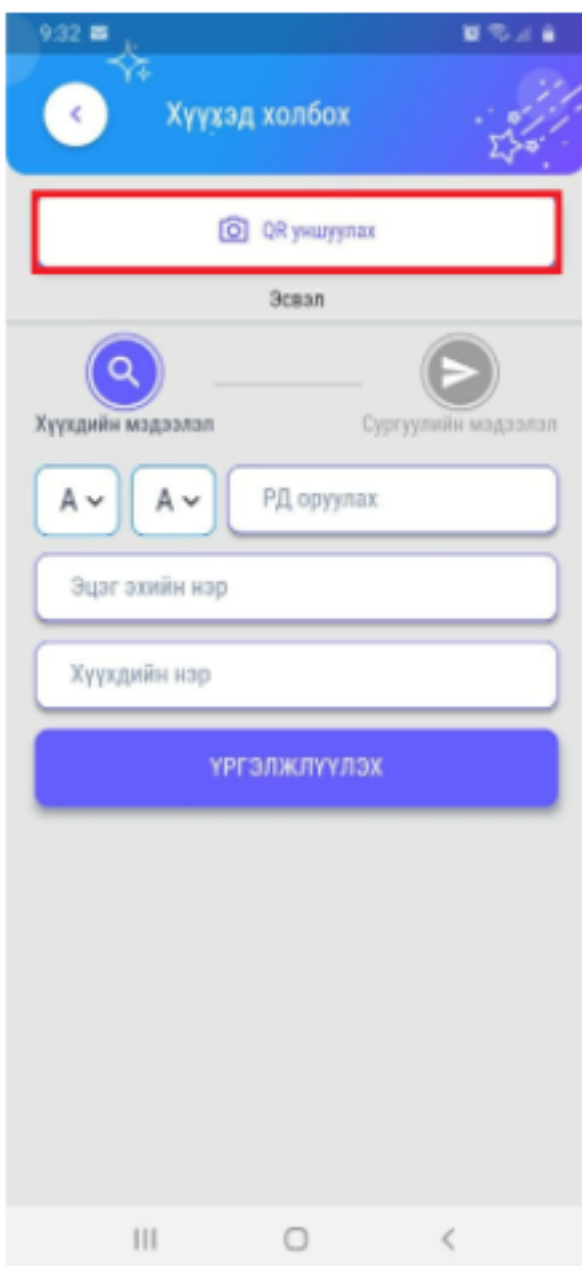 9:32
Хүүхэд холбох
QR уншуулах
Эсвэл
Хүүхдийн мэдээлэл
Сургуулийн мэдээлэл
А А РД оруулах
Эцэг эхийн нэр
Хүүхдийн нэр
ҮРГЭЛЖЛҮҮЛЭХ